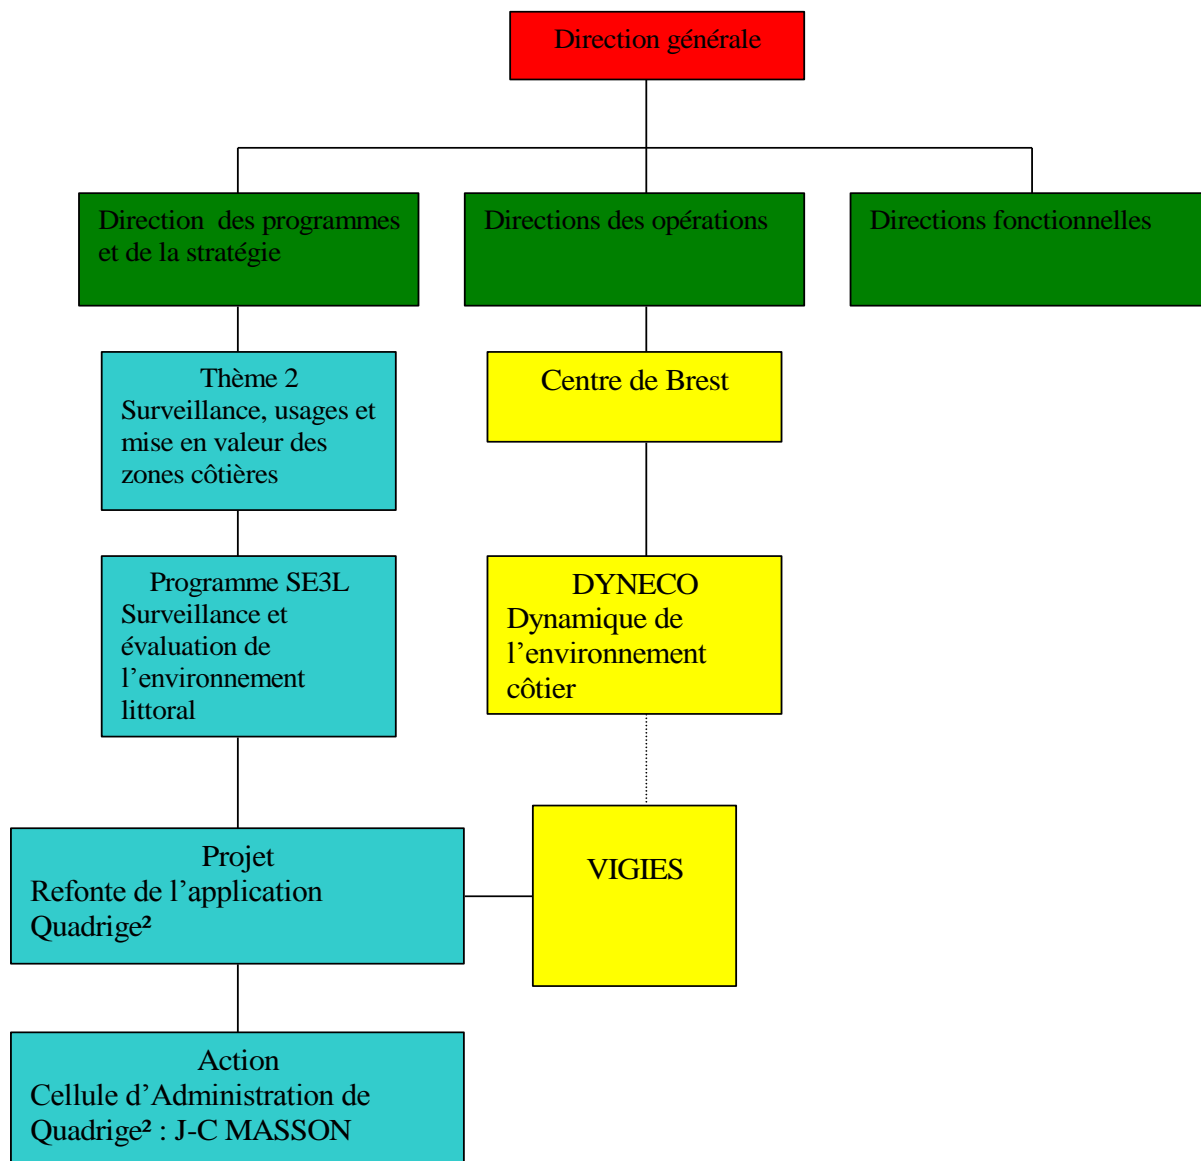 Direction générale
Direction des programmes
et de la stratégie
Directions des opérations
Directions fonctionnelles
Thème 2
Surveillance, usages et
mise en valeur des
zones côtières
Centre de Brest
Programme SE3L
Surveillance et
évaluation de
l’environnement
littoral
DYNECO
Dynamique de
l’environnement
côtier
Projet
Refonte de l’application
Quadrige²
VIGIES
Action
Cellule d’Administration de
Quadrige² : J-C MASSON